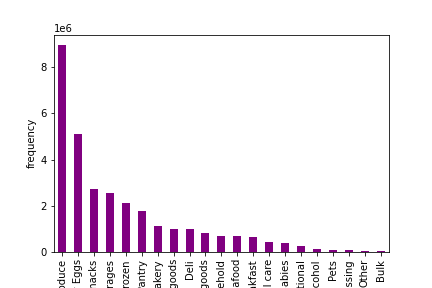 1e6
8
6
4
2
0
frequency
oduce
Eggs
nacks
rages
rozen
antry
akery
goods
Deli
goods
ehold
afood
kfast
l care
abies
tional
cohol
Pets
ssing
Other
Bulk